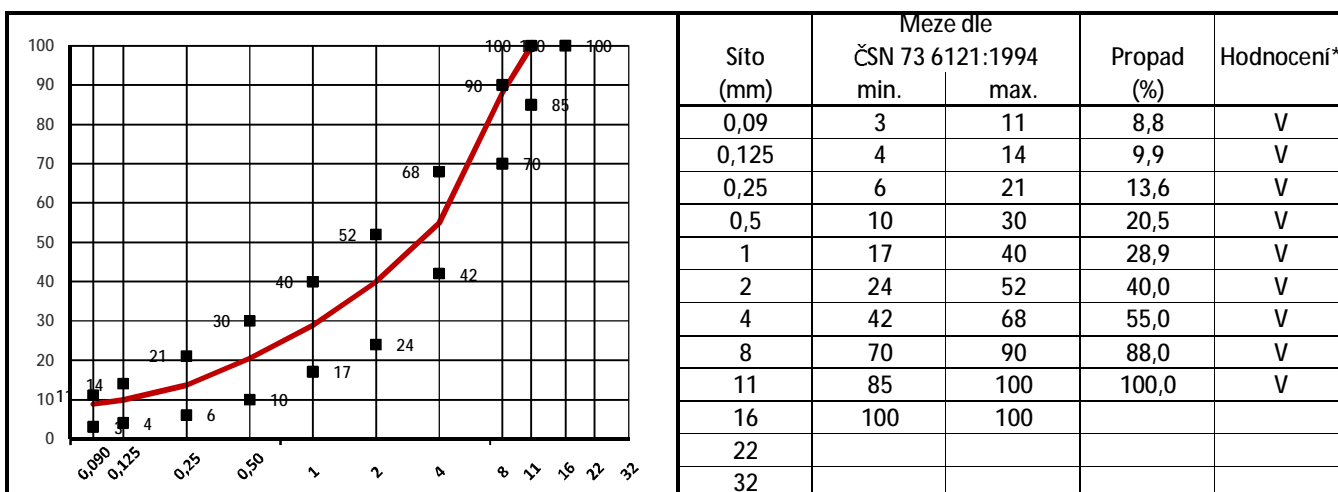 100
90
80
70
60
50
40
30
20
10
0
11 14 21 30 40 52 68 90 100 100 100
3 4 6 10 17 24 42 70 85
0,090 0,125 0,25 0,50 1 2 4 8 11 16 22 32
Meze dle
Síto ČSN 73 6121:1994 Propad Hodnocení*
(mm) min. max. (%)
0,09 3 11 8,8 V
0,125 4 14 9,9 V
0,25 6 21 13,6 V
0,5 10 30 20,5 V
1 17 40 28,9 V
2 24 52 40,0 V
4 42 68 55,0 V
8 70 90 88,0 V
11 85 100 100,0 V
16 100 100
22
32